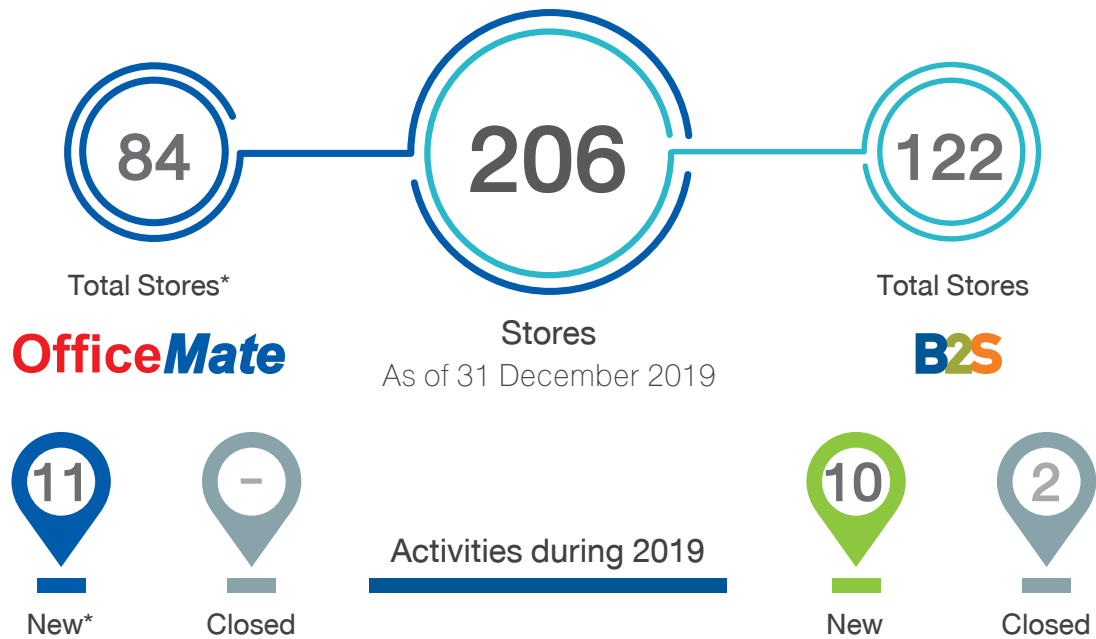 84
206
122
Total Stores*
Total Stores
OfficeMate
Stores
As of 31 December 2019
B2S
11
-
10
2
Activities during 2019
New*
Closed
New
Closed